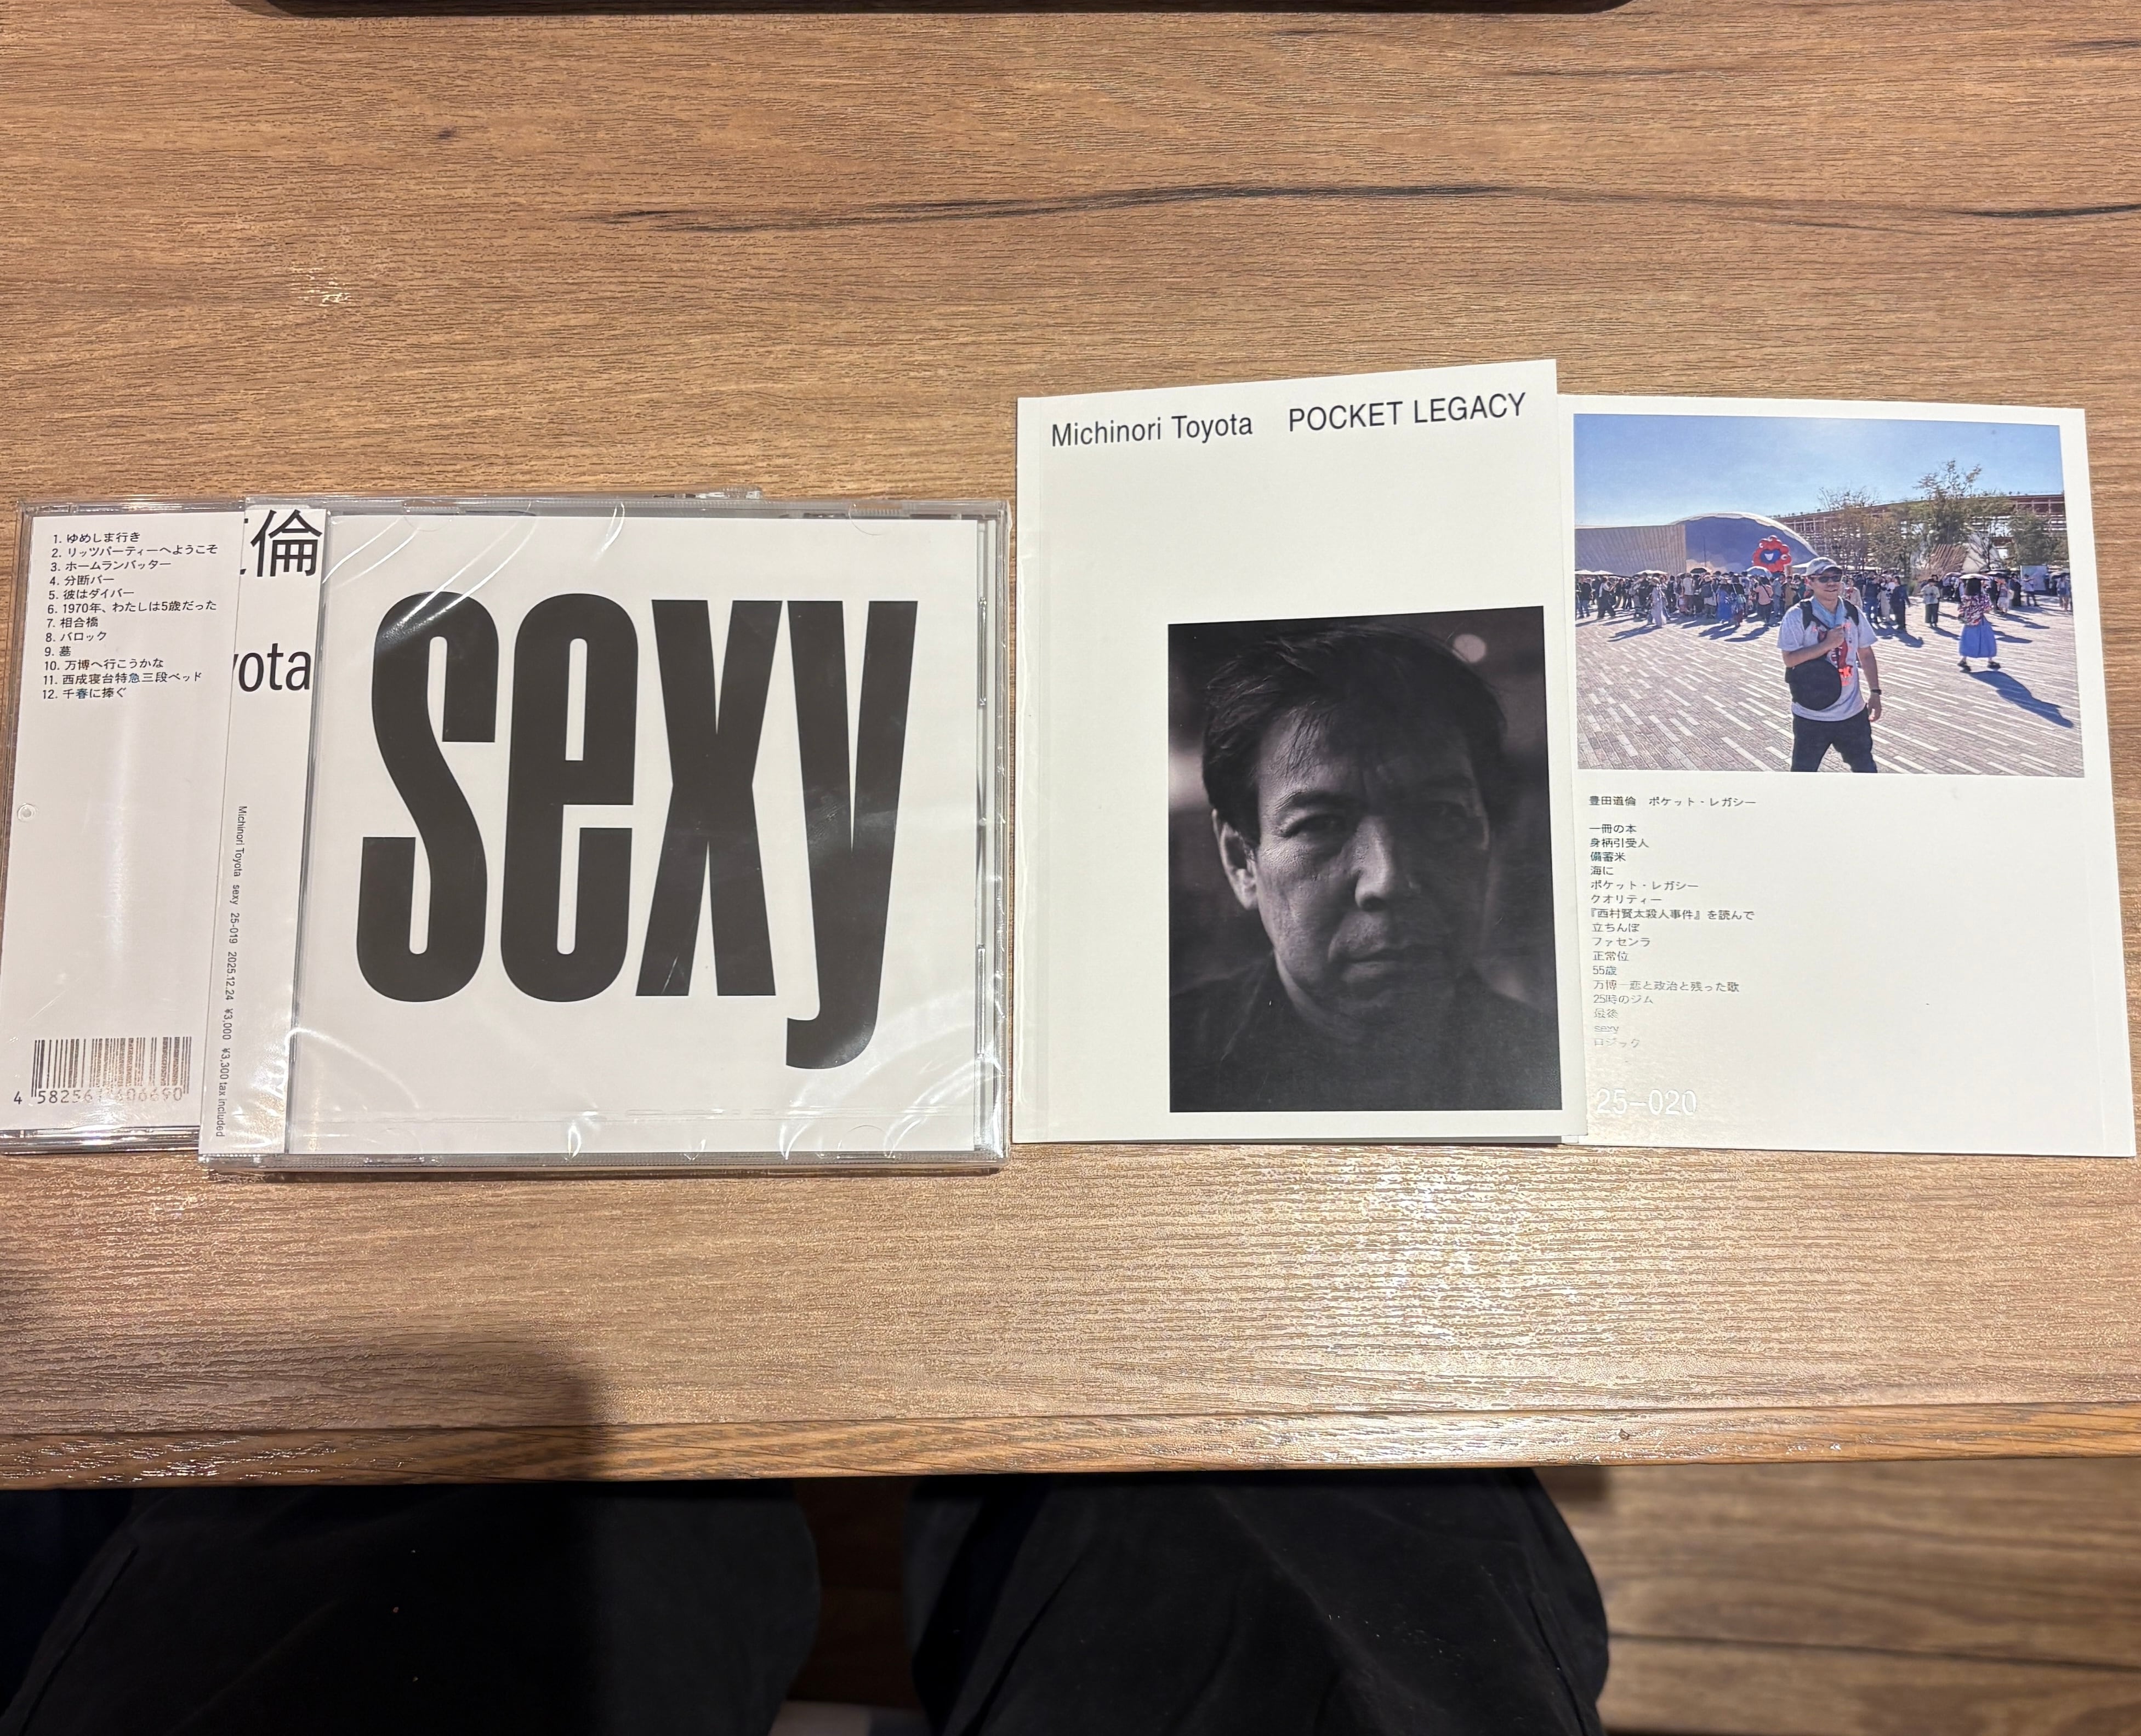 1. ゆめしま行き
2. リッツパーティーへようこそ
3. ホームランバッター
4. 分断バー
5. 彼はダイバー
6. 1970年、わたしは5歳だった
7. 相合橋
8. バロック
9. 墓
10. 万博へ行こうかな
11. 西成寝台特急三段ベッド
12. 千春に捧ぐ
倫
yota
Michinori Toyota sexy 25-019 2025.12.24 ¥3,000 ¥3,300 tax included
sexy
Michinori Toyota POCKET LEGACY
豊田道倫 ポケット・レガシー
一冊の本
身柄引受人
備蓄米
海に
ポケット・レガシー
クオリティー
『西村賢太殺人事件』を読んで
立ちんぼ
ファセンラ
正常位
55歳
万博−恋と政治と残った歌
25時のジム
最後
sexy
ロジック
25-020